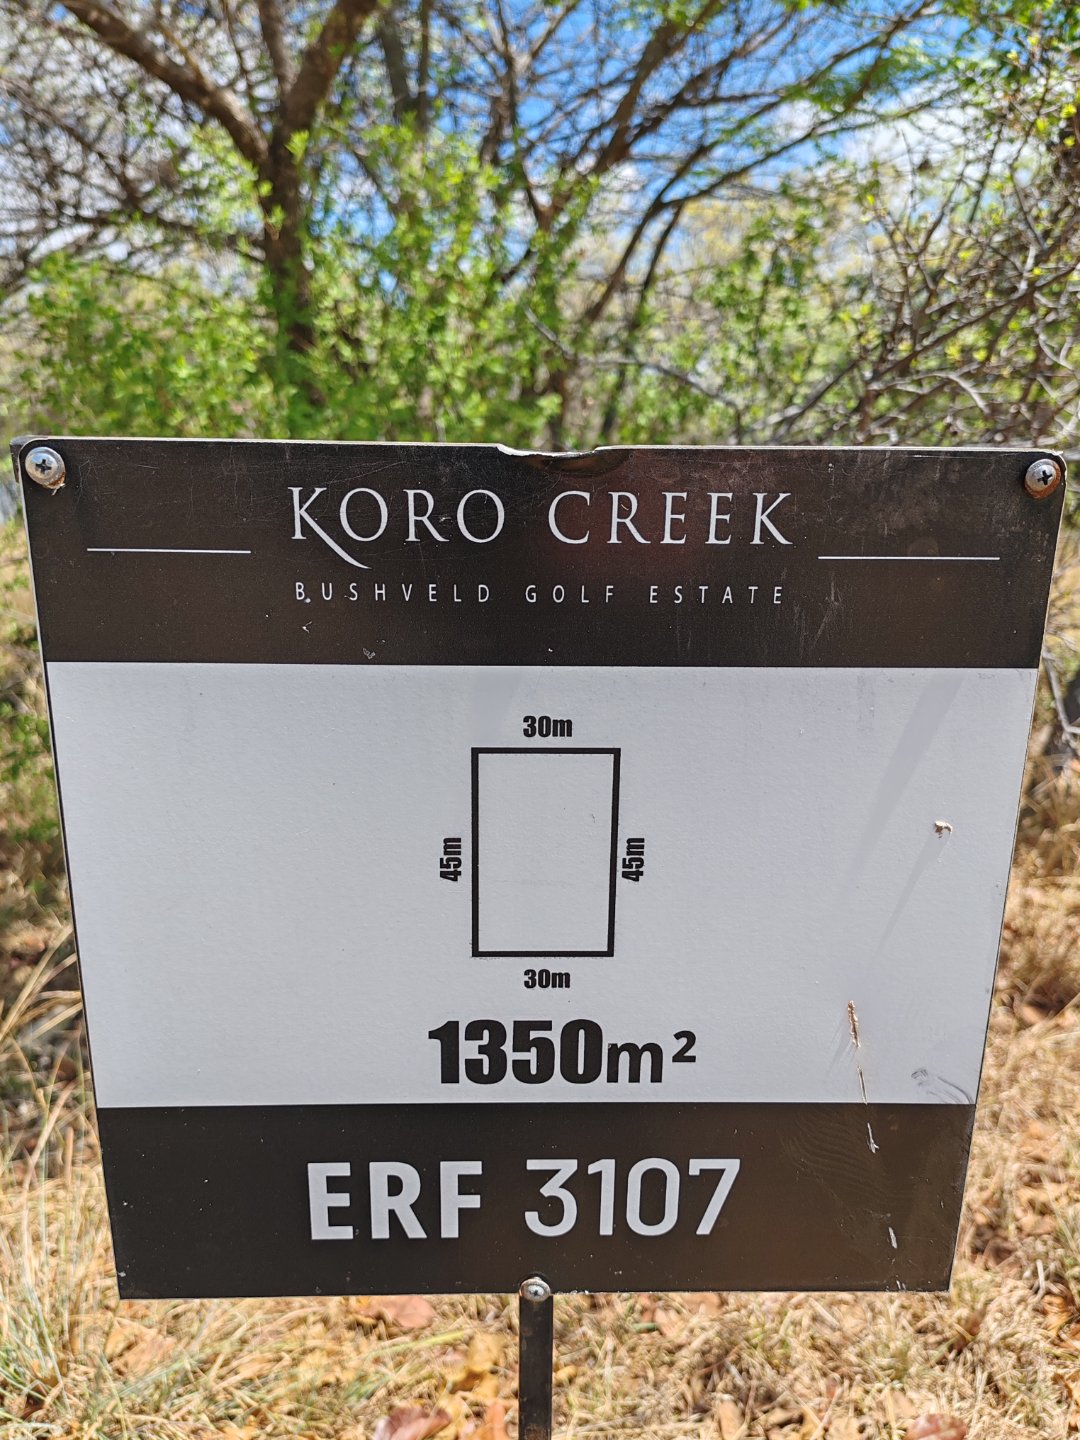 KORO CREEK
BUSHVELD GOLF ESTATE
30m
45m
45m
30m
1350m²
ERF 3107